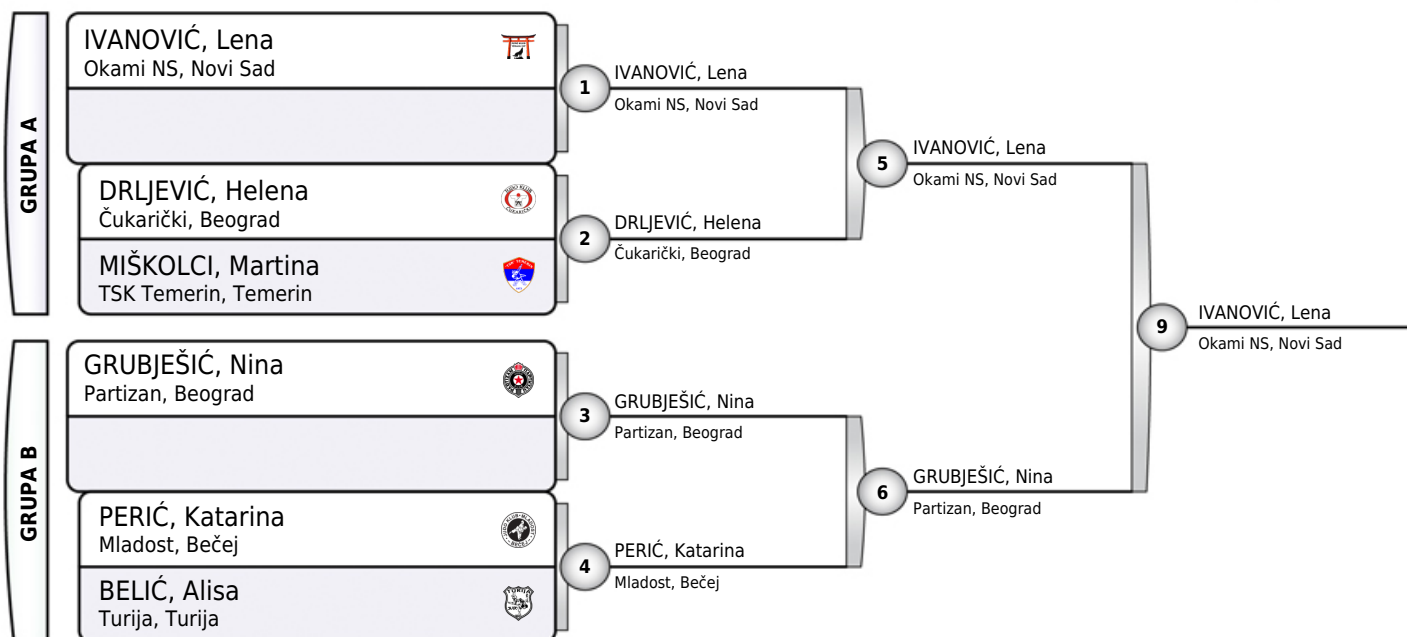 GRUPA A
IVANOVIĆ, Lena
Okami NS, Novi Sad
DRLJEVIĆ, Helena
Čukarički, Beograd
MIŠKOLCI, Martina
TSK Temerin, Temerin
1
IVANOVIĆ, Lena
Okami NS, Novi Sad
2
DRLJEVIĆ, Helena
Čukarički, Beograd
5
IVANOVIĆ, Lena
Okami NS, Novi Sad
GRUPA B
GRUBJEŠIĆ, Nina
Partizan, Beograd
PERIĆ, Katarina
Mladost, Bečej
BELIĆ, Alisa
Turija, Turija
3
GRUBJEŠIĆ, Nina
Partizan, Beograd
4
PERIĆ, Katarina
Mladost, Bečej
6
GRUBJEŠIĆ, Nina
Partizan, Beograd
9
IVANOVIĆ, Lena
Okami NS, Novi Sad